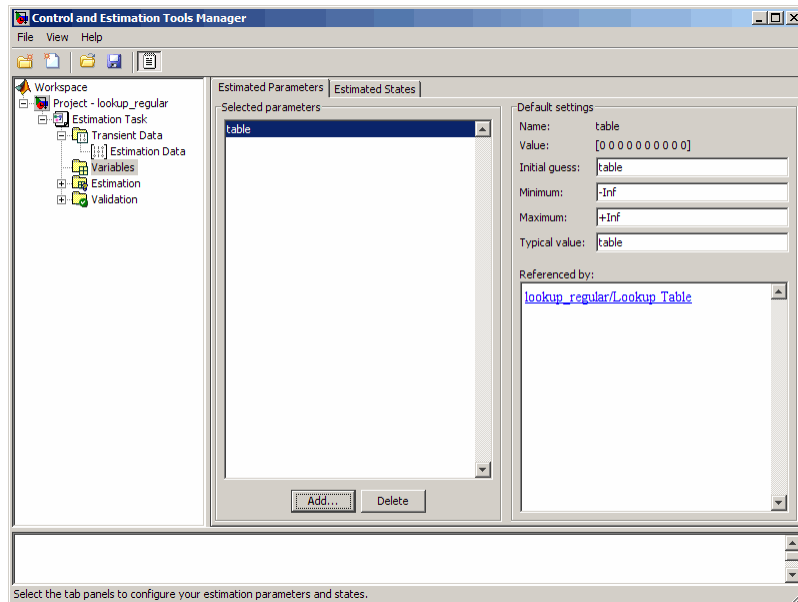 Control and Estimation Tools Manager
File View Help
Workspace
Project - lookup_regular
Estimation Task
Transient Data
Estimation Data
Variables
Estimation
Validation
Estimated Parameters
Estimated States
Selected parameters
table
Add...
Delete
Default settings
Name: table
Value: [0 0 0 0 0 0 0 0 0 0]
Initial guess: table
Minimum: -Inf
Maximum: +Inf
Typical value: table
Referenced by:
lookup_regular/Lookup Table
Select the tab panels to configure your estimation parameters and states.